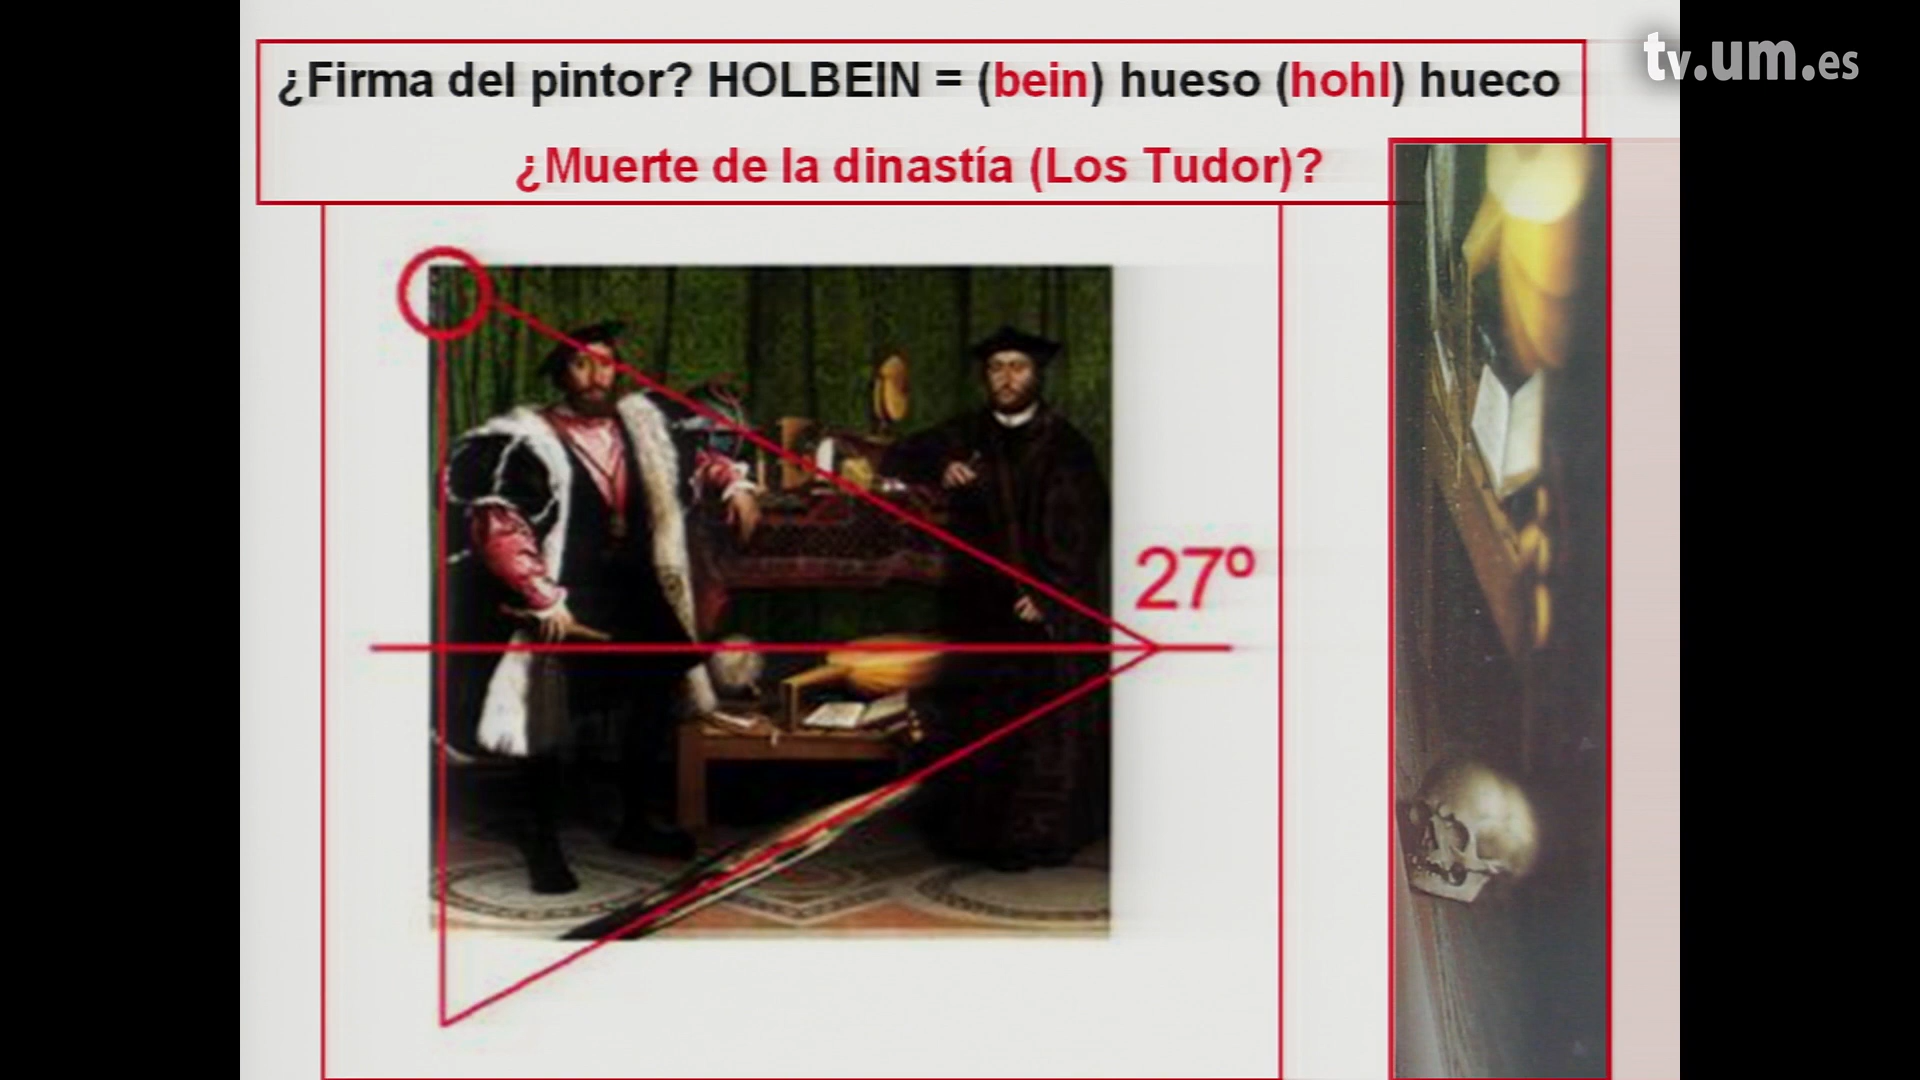 ¿Firma del pintor? HOLBEIN = (bein) hueso (hohl) hueco
¿Muerte de la dinastía (Los Tudor)?
27º
tv.um.es